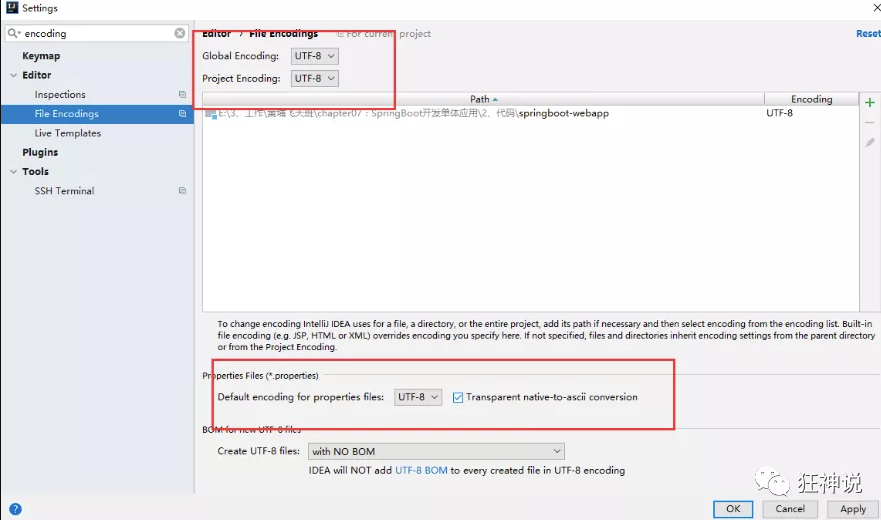 Settings
encoding
Keymap
Editor
Inspections
File Encodings
Live Templates
Plugins
Tools
SSH Terminal
Editor › File Encodings For current project
Reset
Global Encoding: UTF-8
Project Encoding: UTF-8
Path Encoding
E:\3、工作\黄埔飞天班\chapter07：SpringBoot开发单体应用\2、代码\springboot-webapp UTF-8
To change encoding IntelliJ IDEA uses for a file, a directory, or the entire project, add its path if necessary and then select encoding from the encoding list. Built-in
file encoding (e.g. JSP, HTML or XML) overrides encoding you specify here. If not specified, files and directories inherit encoding settings from the parent directory
or from the Project Encoding.
Properties Files (*.properties)
Default encoding for properties files: UTF-8 Transparent native-to-ascii conversion
BOM for new UTF-8 files
Create UTF-8 files: with NO BOM
IDEA will NOT add UTF-8 BOM to every created file in UTF-8 encoding
狂神说
OK Cancel Apply